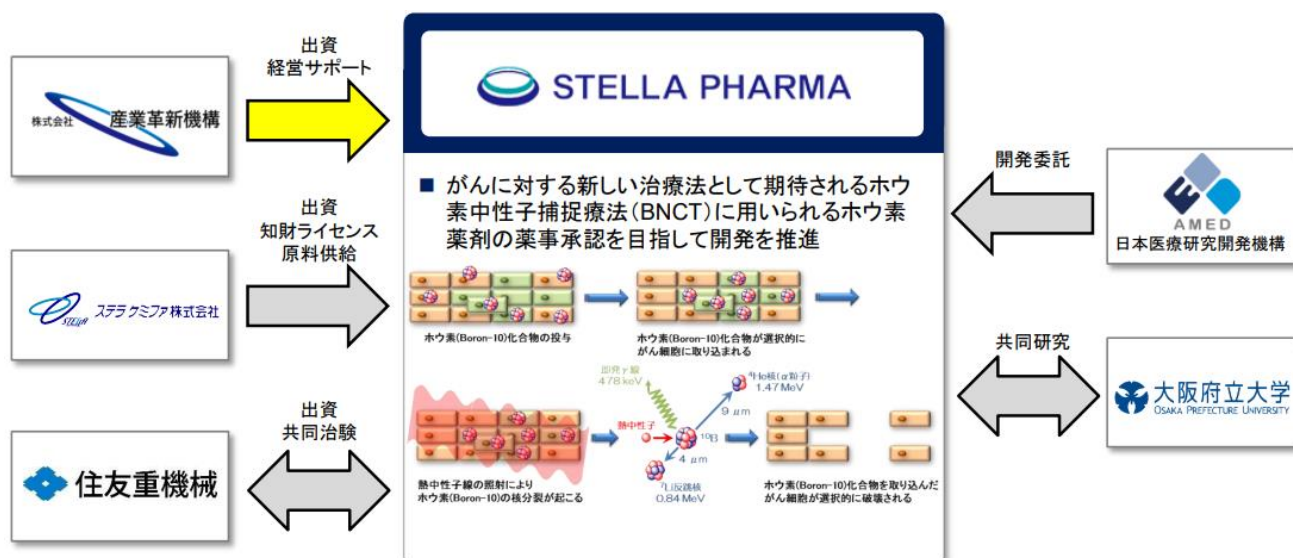 出資
経営サポート
株式会社 産業革新機構
出資
知財ライセンス
原料供給
STELLA ステラ ケミファ株式会社
出資
共同治験
住友重機械
STELLA PHARMA
■ がんに対する新しい治療法として期待されるホウ
素中性子捕捉療法(BNCT)に用いられるホウ素
薬剤の薬事承認を目指して開発を推進
ホウ素(Boron-10)化合物の投与
ホウ素(Boron-10)化合物が選択的に
がん細胞に取り込まれる
熱中性子線の照射により
ホウ素(Boron-10)の核分裂が起こる
即発γ線
478 keV
熱中性子
¹⁰B
⁴He核(α粒子)
1.47 MeV
9 μm
4 μm
⁷Li反跳核
0.84 MeV
ホウ素(Boron-10)化合物を取り込んだ
がん細胞が選択的に破壊される
開発委託
AMED
日本医療研究開発機構
共同研究
大阪府立大学
OSAKA PREFECTURE UNIVERSITY